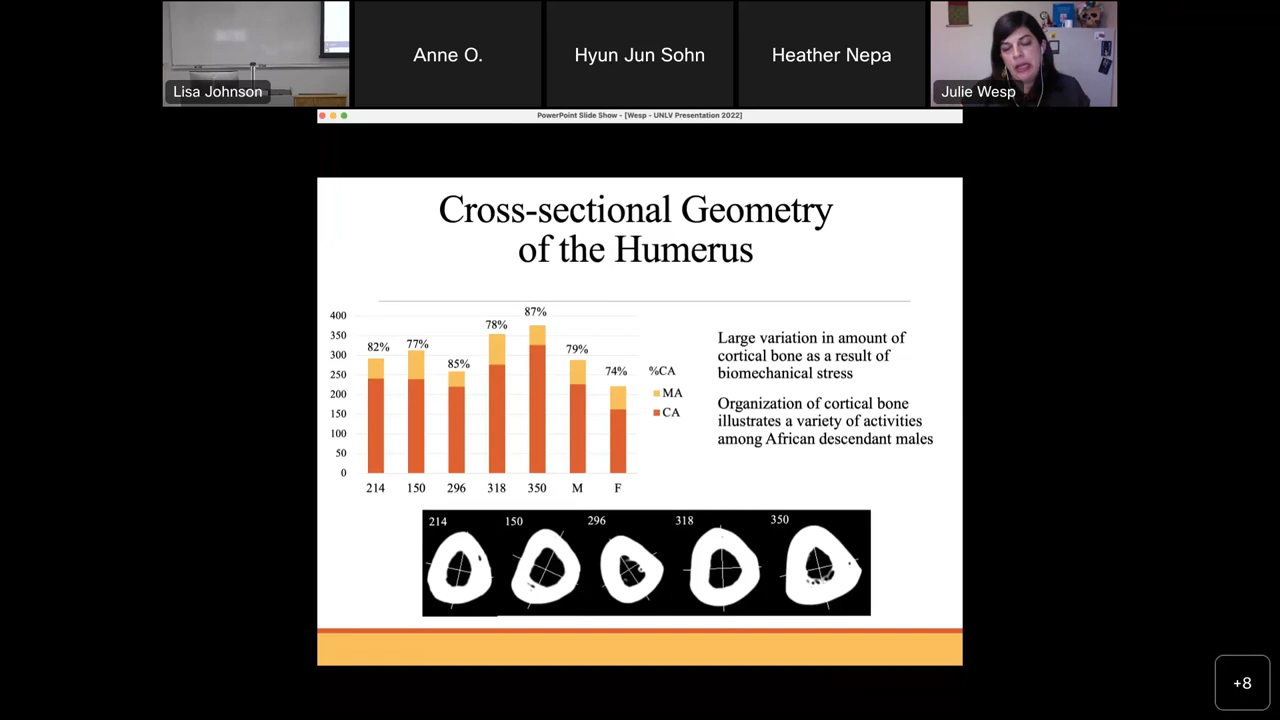 Lisa Johnson
Anne O.
Hyun Jun Sohn
Heather Nepa
Julie Wesp
PowerPoint Slide Show - [Wesp - UNLV Presentation 2022]
Cross-sectional Geometry
of the Humerus
400
350
300
250
200
150
100
50
0
82%
77%
85%
78%
87%
79%
74%
214
150
296
318
350
M
F
%CA
MA
CA
Large variation in amount of
cortical bone as a result of
biomechanical stress
Organization of cortical bone
illustrates a variety of activities
among African descendant males
214
150
296
318
350
+8